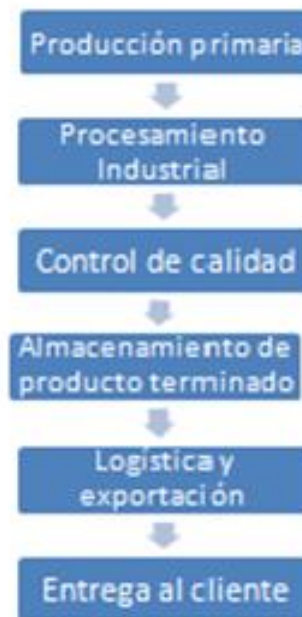 Producción primaria
Procesamiento
Industrial
Control de calidad
Almacenamiento de
producto terminado
Logística y
exportación
Entrega al cliente